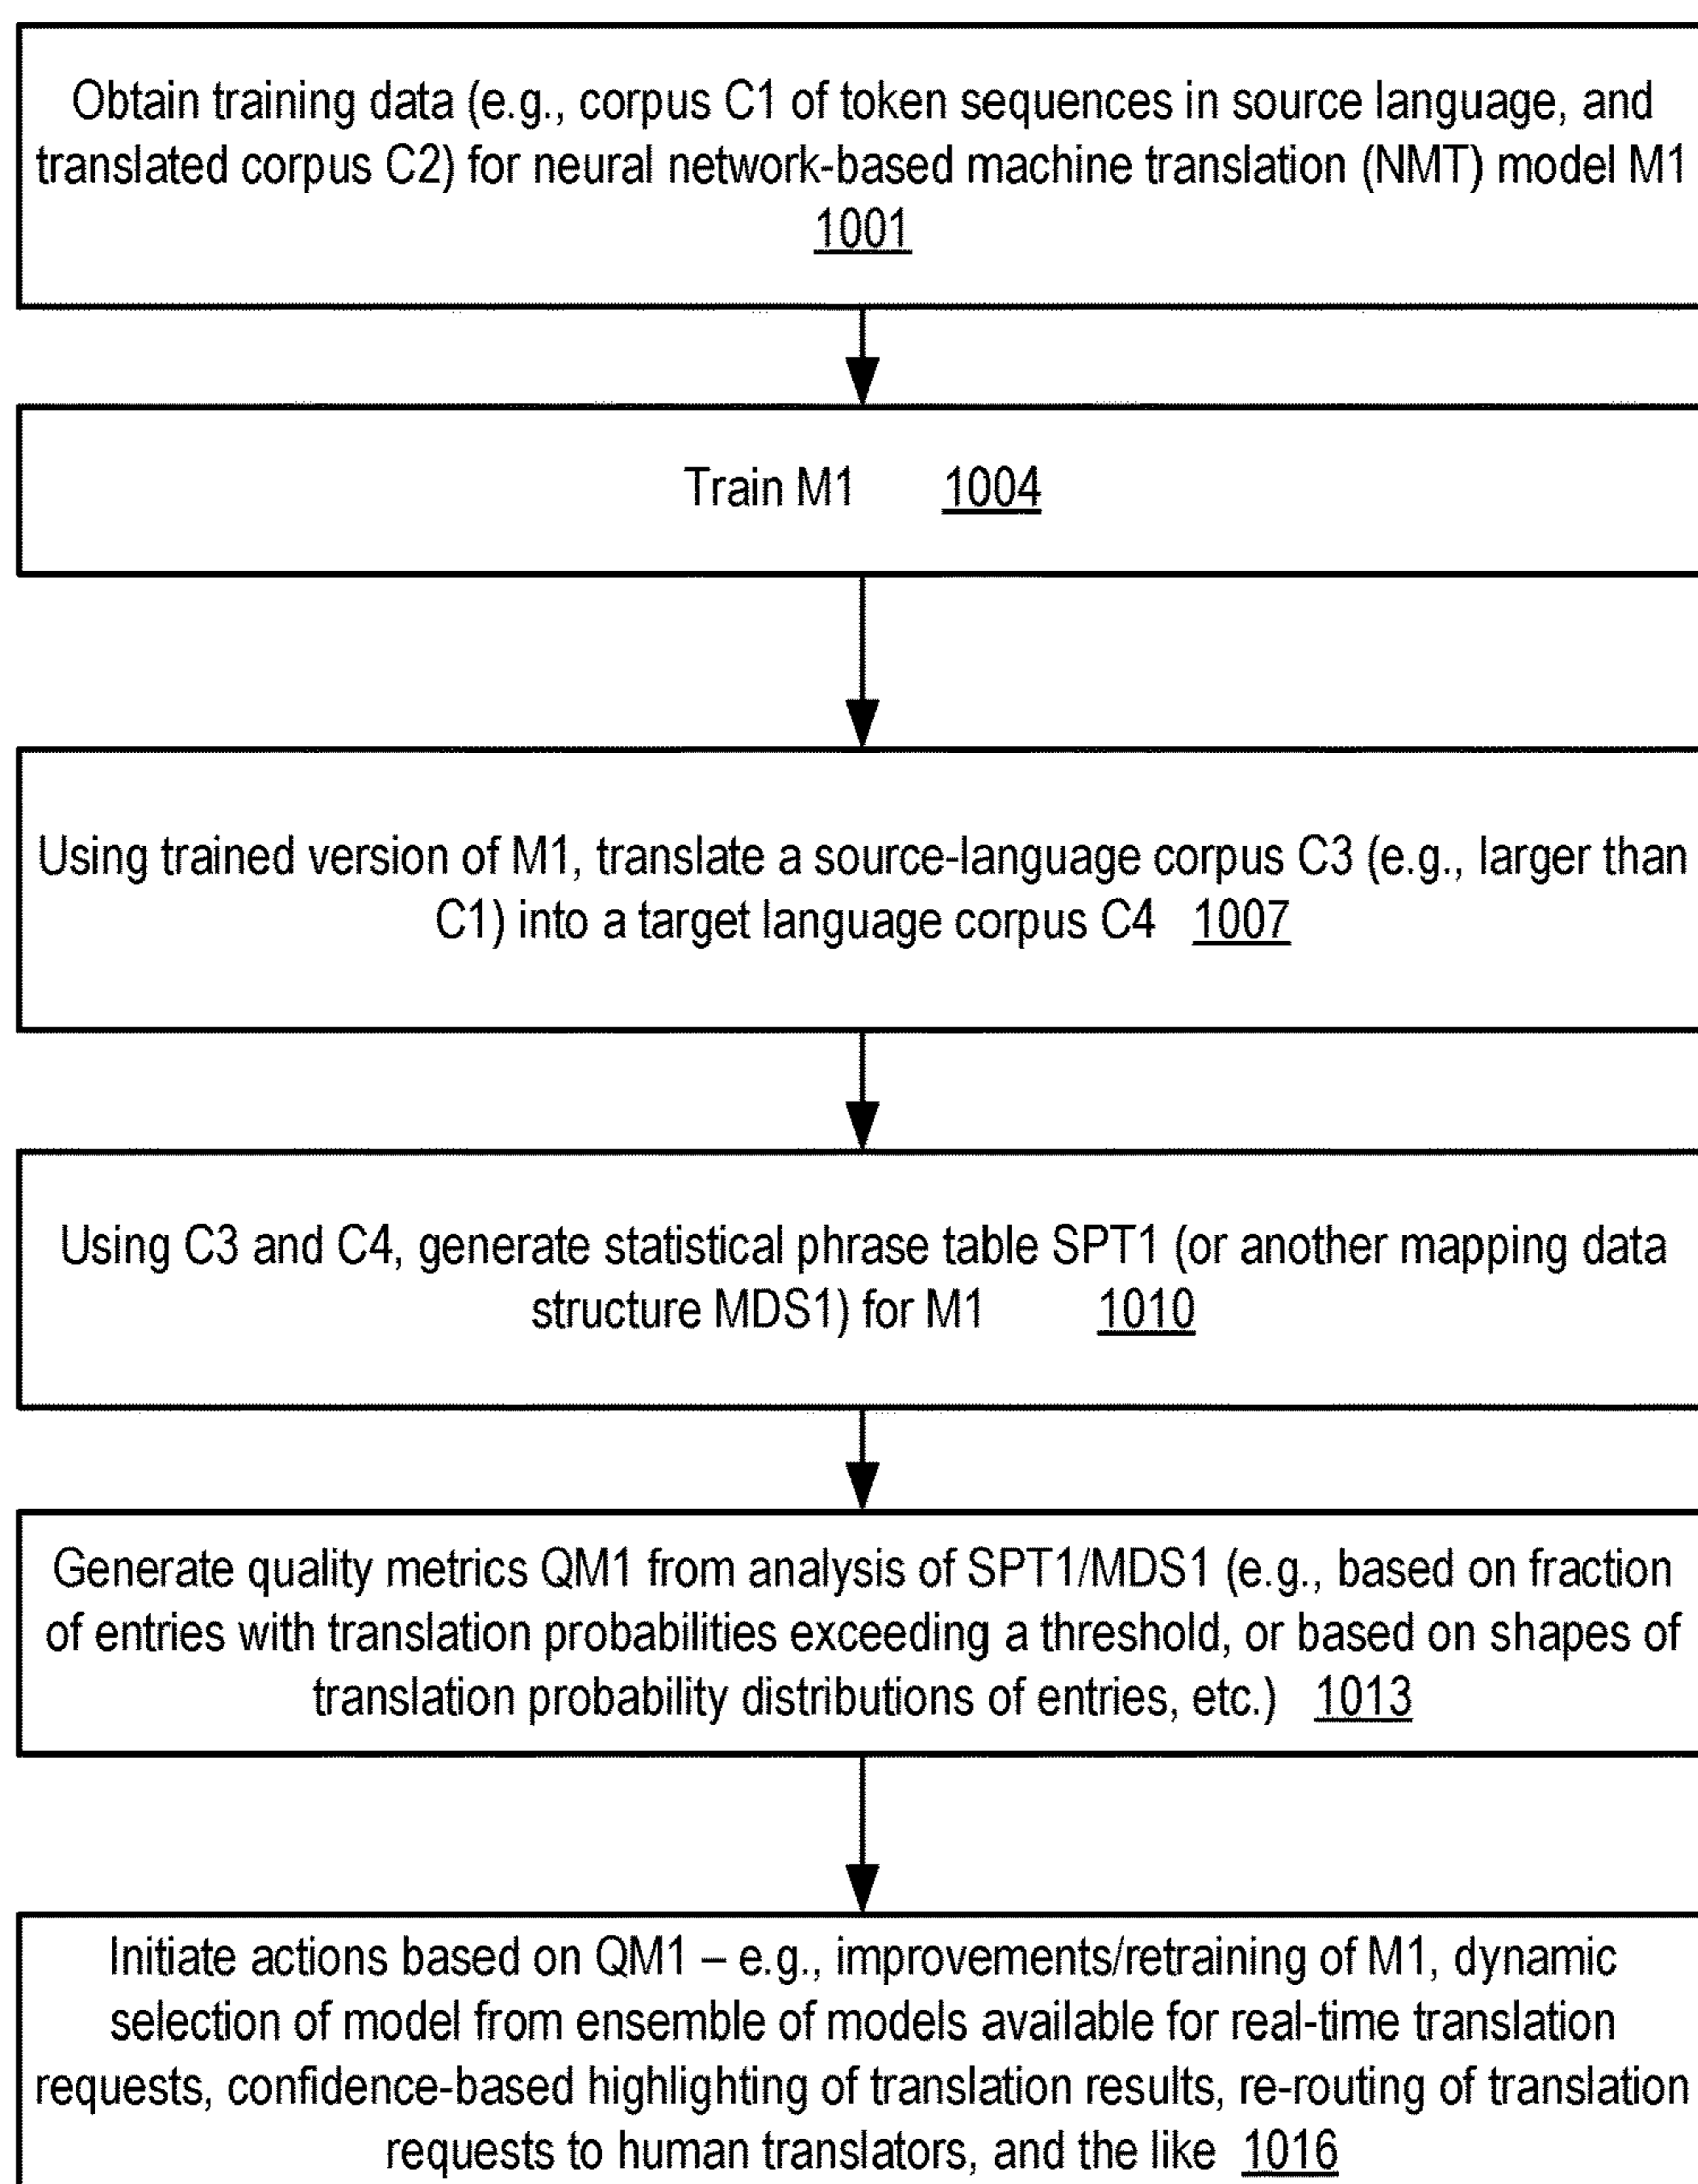 Obtain training data (e.g., corpus C1 of token sequences in source language, and
translated corpus C2) for neural network-based machine translation (NMT) model M1
1001
Train M1 1004
Using trained version of M1, translate a source-language corpus C3 (e.g., larger than
C1) into a target language corpus C4 1007
Using C3 and C4, generate statistical phrase table SPT1 (or another mapping data
structure MDS1) for M1 1010
Generate quality metrics QM1 from analysis of SPT1/MDS1 (e.g., based on fraction
of entries with translation probabilities exceeding a threshold, or based on shapes of
translation probability distributions of entries, etc.) 1013
Initiate actions based on QM1 – e.g., improvements/retraining of M1, dynamic
selection of model from ensemble of models available for real-time translation
requests, confidence-based highlighting of translation results, re-routing of translation
requests to human translators, and the like 1016